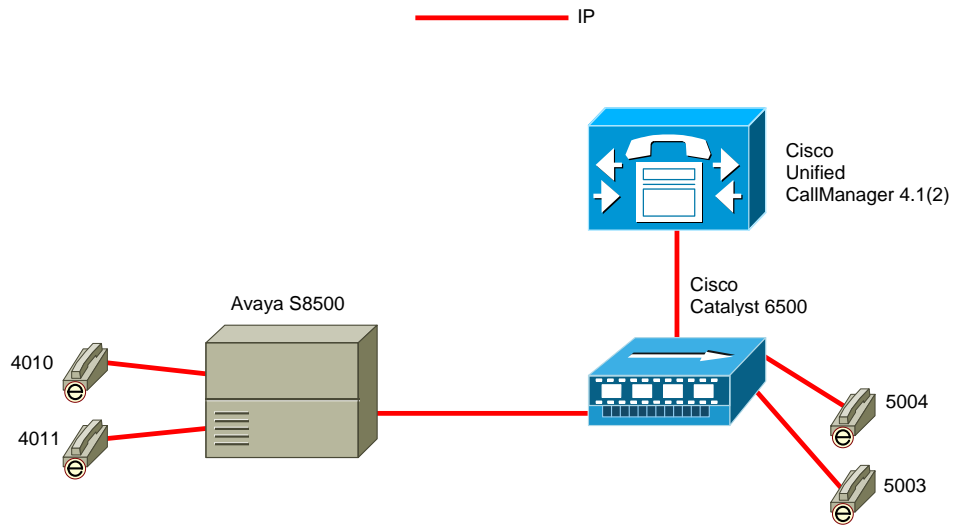 IP
Cisco
Unified
CallManager 4.1(2)
Cisco
Catalyst 6500
Avaya S8500
4010
e
4011
e
5004
e
5003
e